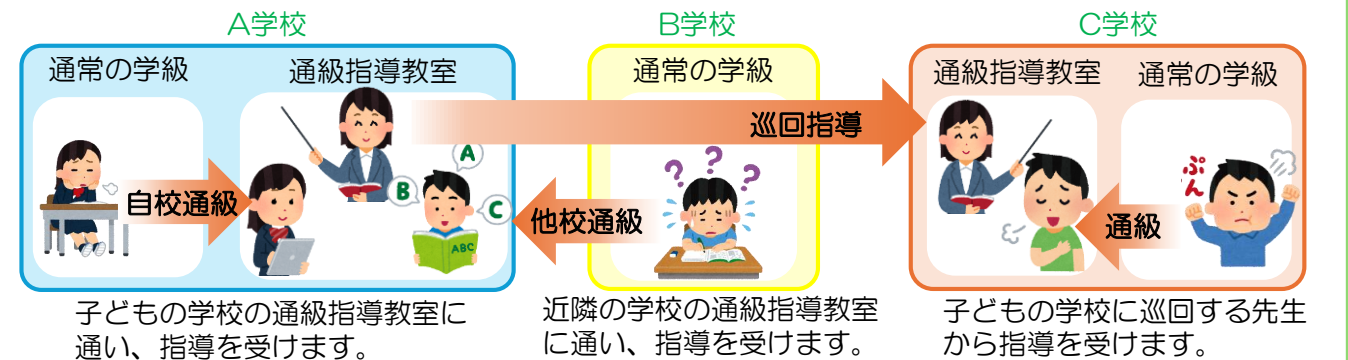 A学校
B学校
C学校
通常の学級
通級指導教室
通常の学級
通級指導教室
通常の学級
巡回指導
自校通級
A
B
C
ABC
他校通級
???
ぷん
通級
子どもの学校の通級指導教室に
通い、指導を受けます。
近隣の学校の通級指導教室
に通い、指導を受けます。
子どもの学校に巡回する先生
から指導を受けます。